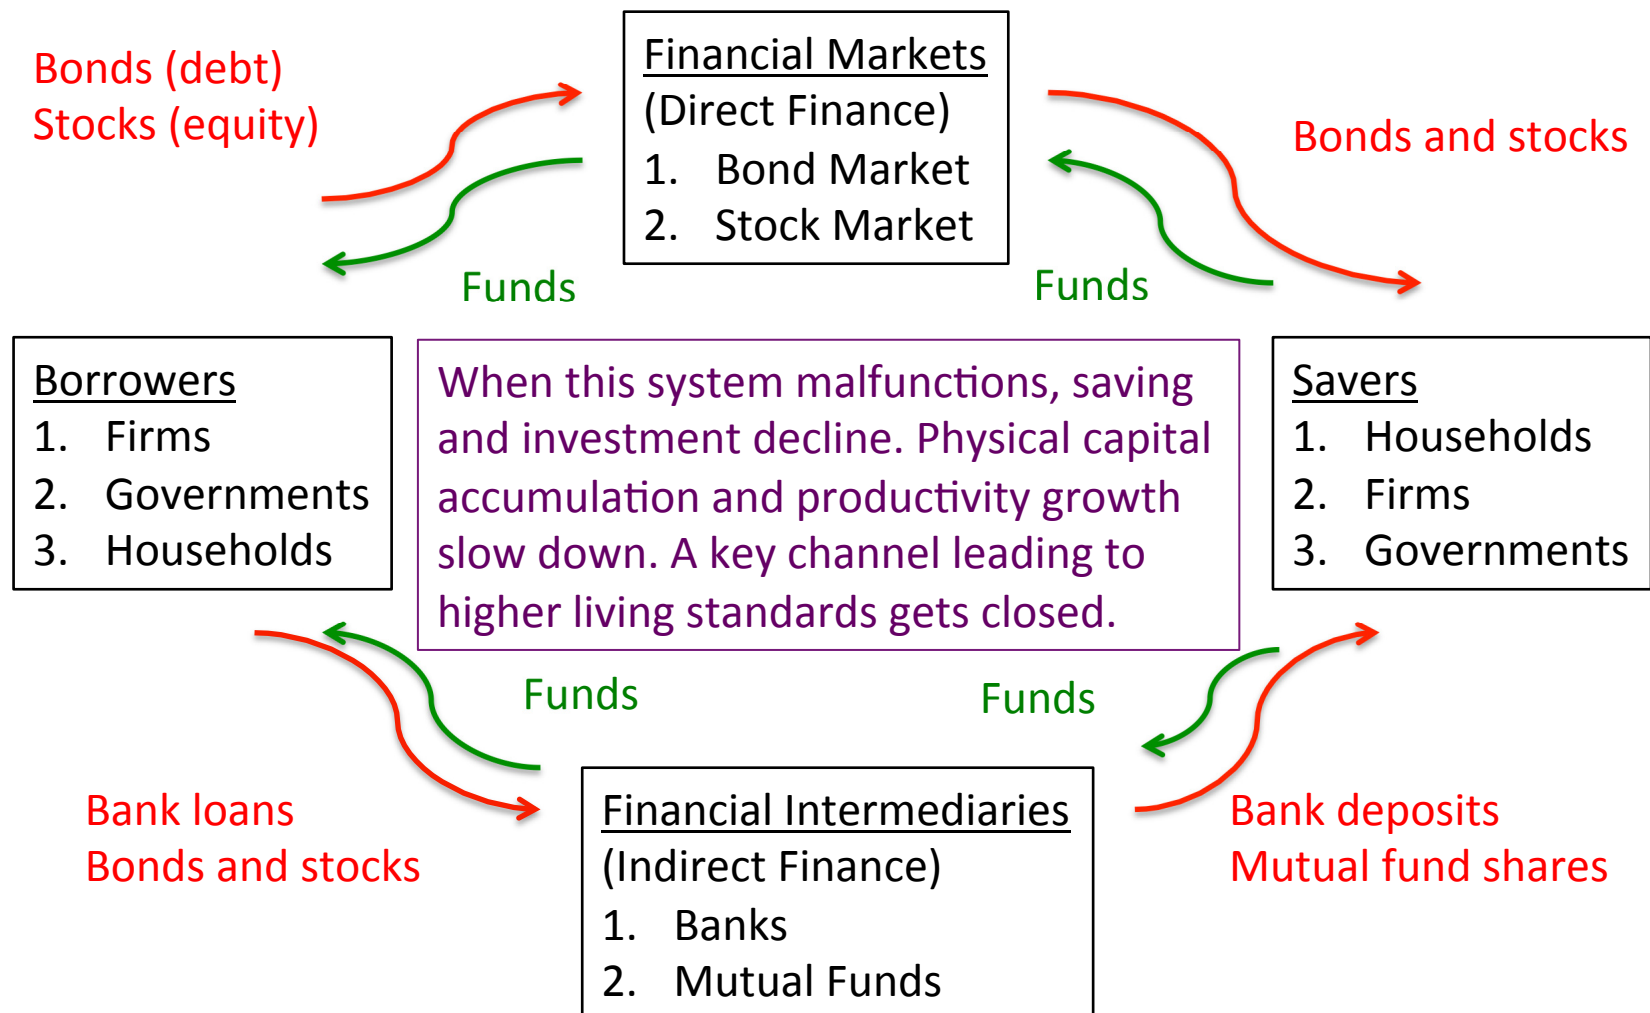 Bonds (debt)
Stocks (equity)
Financial Markets
(Direct Finance)
1. Bond Market
2. Stock Market
Bonds and stocks
Funds
Funds
Borrowers
1. Firms
2. Governments
3. Households
When this system malfunctions, saving
and investment decline. Physical capital
accumulation and productivity growth
slow down. A key channel leading to
higher living standards gets closed.
Savers
1. Households
2. Firms
3. Governments
Funds
Funds
Bank loans
Bonds and stocks
Financial Intermediaries
(Indirect Finance)
1. Banks
2. Mutual Funds
Bank deposits
Mutual fund shares